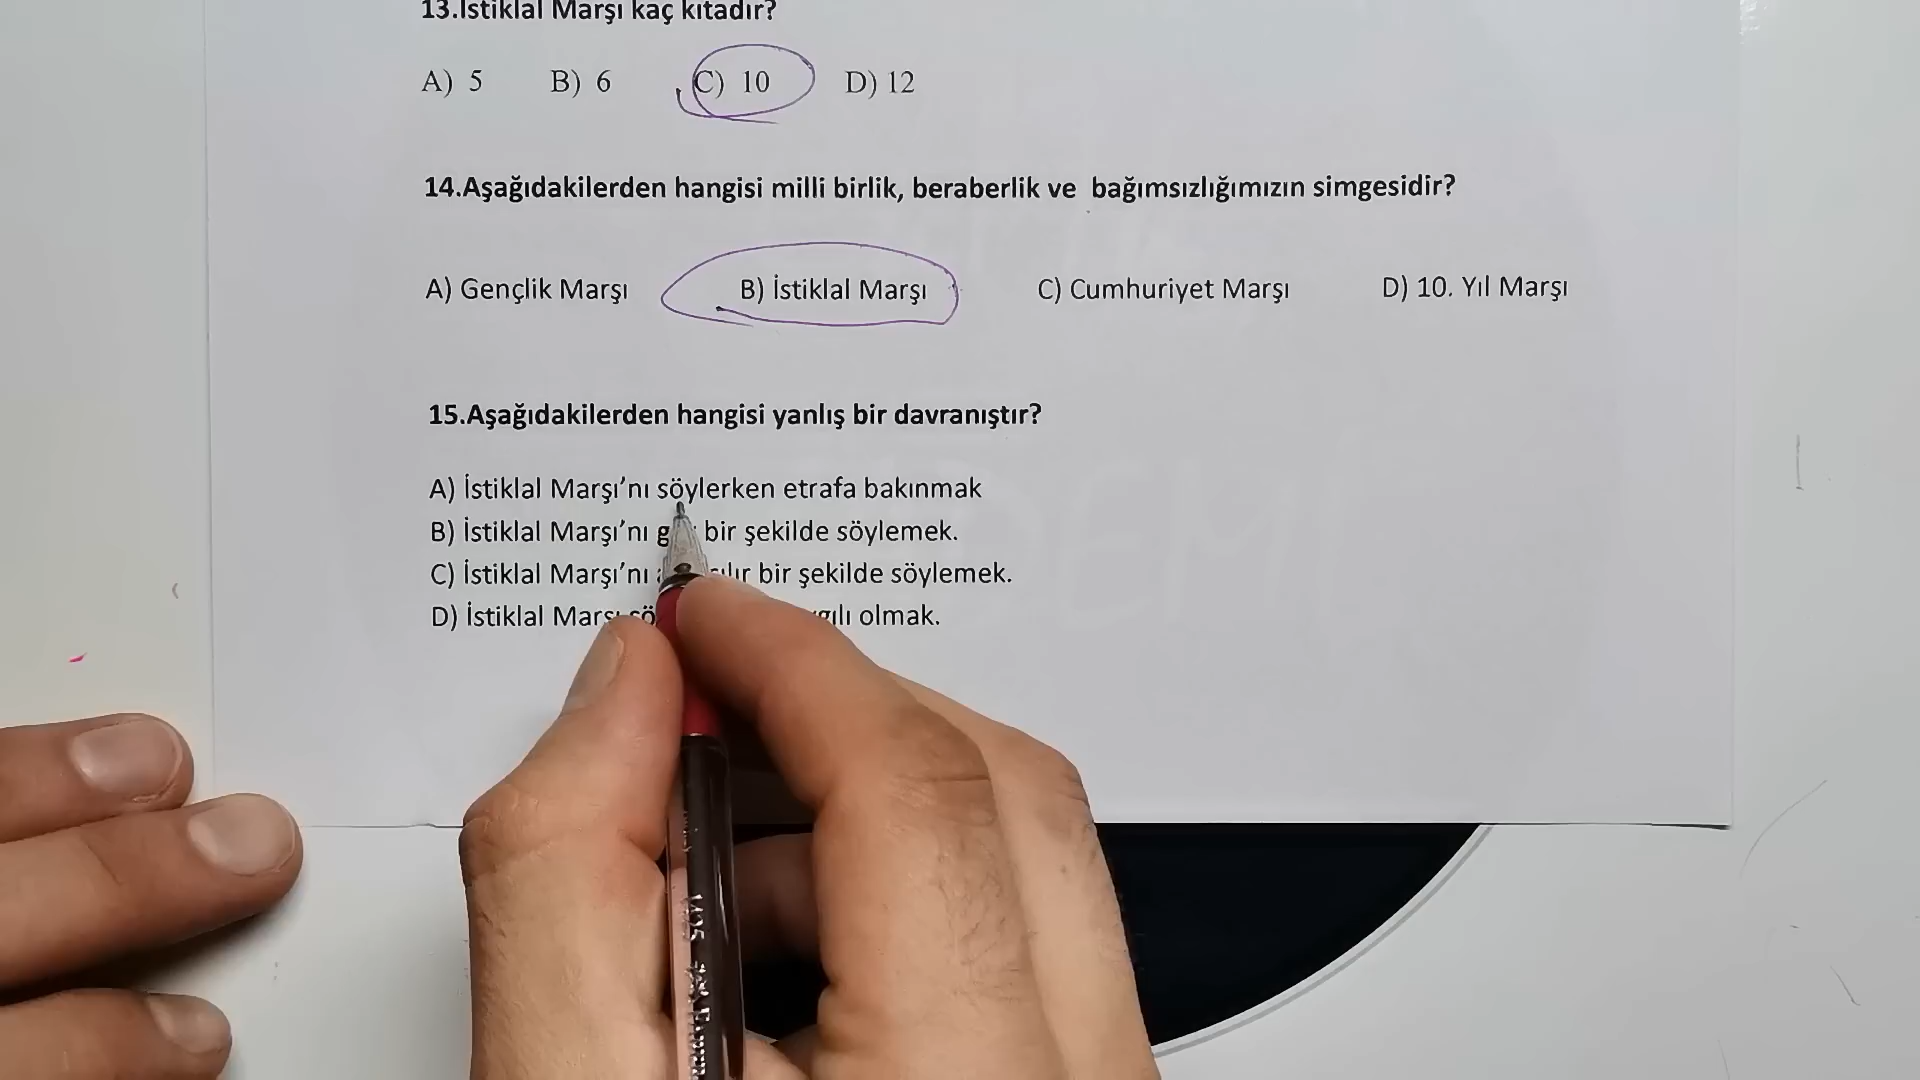 13.İstiklal Marşı kaç kıtadır?
A) 5 B) 6 C) 10 D) 12
14.Aşağıdakilerden hangisi milli birlik, beraberlik ve bağımsızlığımızın simgesidir?
A) Gençlik Marşı B) İstiklal Marşı C) Cumhuriyet Marşı D) 10. Yıl Marşı
15.Aşağıdakilerden hangisi yanlış bir davranıştır?
A) İstiklal Marşı’nı söylerken etrafa bakınmak
B) İstiklal Marşı’nı bir şekilde söylemek.
C) İstiklal Marşı’nı bir şekilde söylemek.
D) İstiklal Marşı olmak.